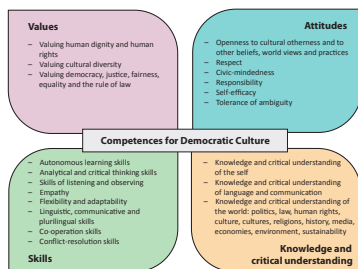 Values
– Valuing human dignity and human
rights
– Valuing cultural diversity
– Valuing democracy, justice, fairness,
equality and the rule of law
Attitudes
– Openness to cultural otherness and to
other beliefs, world views and practices
– Respect
– Civic-mindedness
– Responsibility
– Self-efficacy
– Tolerance of ambiguity
Competences for Democratic Culture
– Autonomous learning skills
– Analytical and critical thinking skills
– Skills of listening and observing
– Empathy
– Flexibility and adaptability
– Linguistic, communicative and
plurilingual skills
– Co-operation skills
– Conflict-resolution skills
Skills
– Knowledge and critical understanding
of the self
– Knowledge and critical understanding
of language and communication
– Knowledge and critical understanding of
the world: politics, law, human rights,
culture, cultures, religions, history, media,
economies, environment, sustainability
Knowledge and
critical understanding